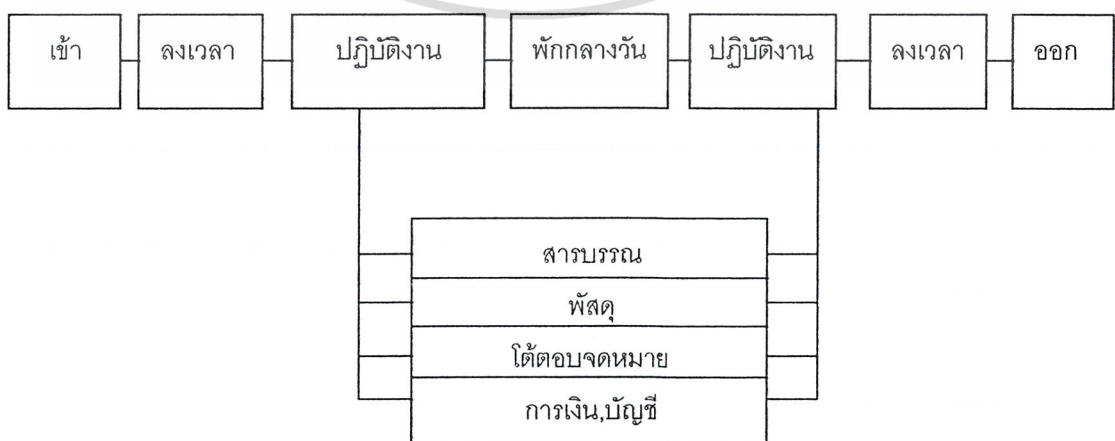 เข้า
ลงเวลา
ปฏิบัติงาน
พักกลางวัน
ปฏิบัติงาน
ลงเวลา
ออก
สารบรรณ
พัสดุ
โต้ตอบจดหมาย
การเงิน,บัญชี